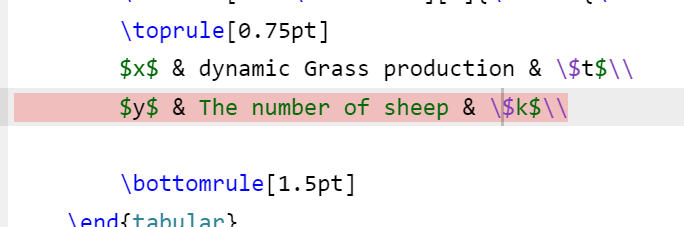 \toprule[0.75pt]
$x$ & dynamic Grass production & \$t$\\
$y$ & The number of sheep & \$k$\\
\bottomrule[1.5pt]
\end{tabular}